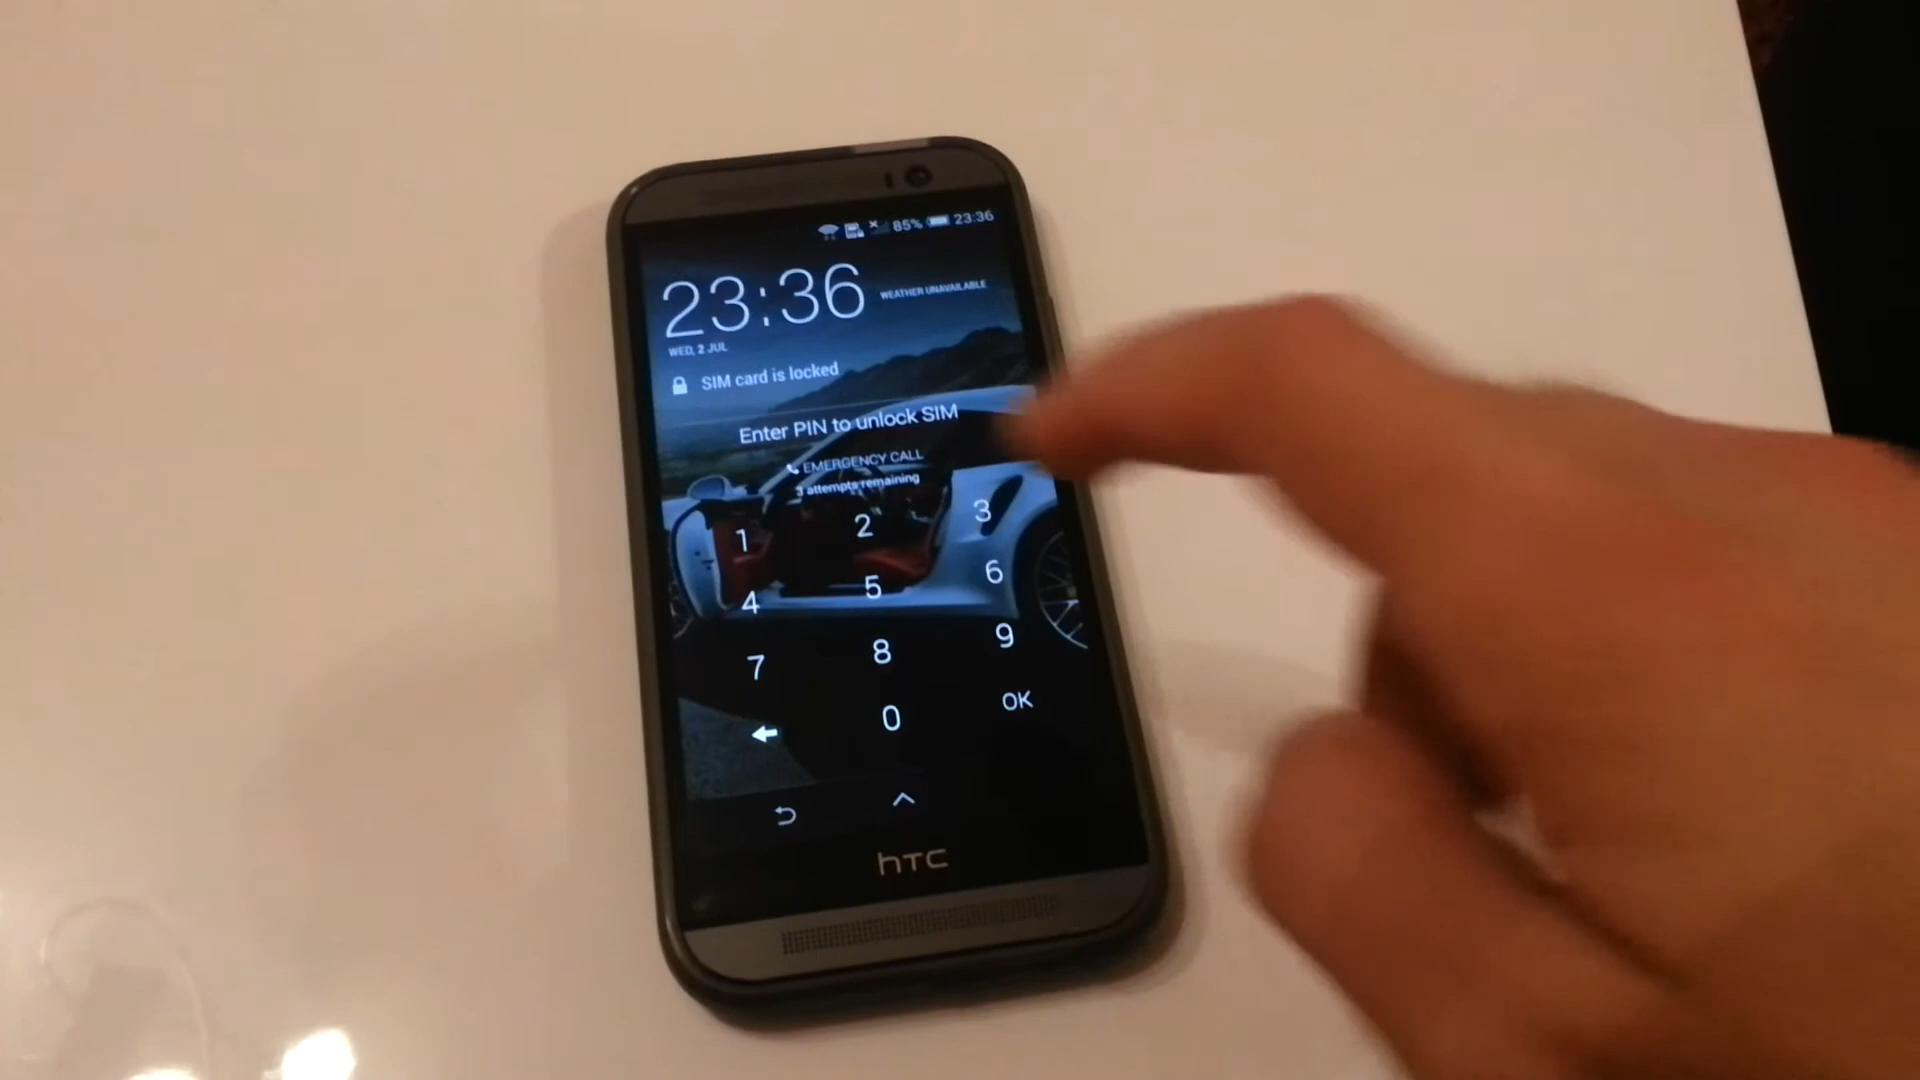 85% 23:36
23:36 WEATHER UNAVAILABLE
WED, 2 JUL
SIM card is locked
Enter PIN to unlock SIM
EMERGENCY CALL
3 attempts remaining
1 2 3
4 5 6
7 8 9
0 OK
hTC